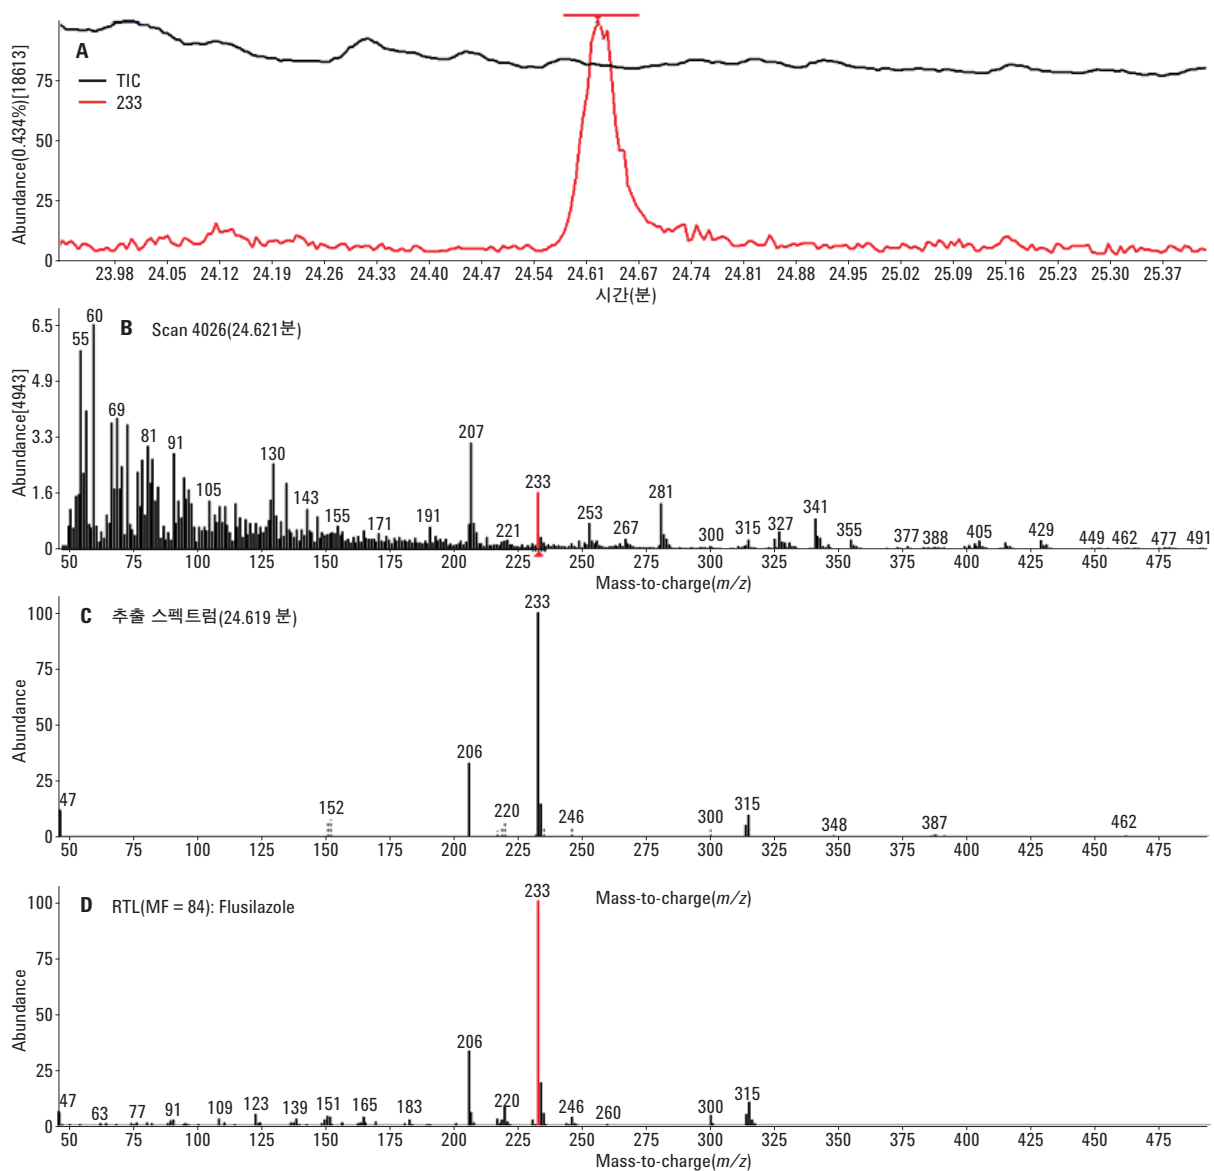 A
TIC
233
Abundance(0.434%)[18613]
75
50
25
0
23.98 24.05 24.12 24.19 24.26 24.33 24.40 24.47 24.54 24.61 24.67 24.74 24.81 24.88 24.95 25.02 25.09 25.16 25.23 25.30 25.37
시간(분)
B Scan 4026(24.621분)
Abundance[4943]
6.5
4.9
3.3
1.6
0
55 60 69 81 91 105 130 143 155 171 191 207 221 233 253 267 281 300 315 327 341 355 377 388 405 429 449 462 477 491
50 75 100 125 150 175 200 225 250 275 300 325 350 375 400 425 450 475
Mass-to-charge(m/z)
C 추출 스펙트럼(24.619 분)
Abundance
100
75
50
25
0
47 152 206 220 233 246 300 315 348 387 462
50 75 100 125 150 175 200 225 250 275 300 325 350 375 400 425 450 475
Mass-to-charge(m/z)
D RTL(MF = 84): Flusilazole
Abundance
100
75
50
25
0
47 63 77 91 109 123 139 151 165 183 206 220 233 246 260 300 315
50 75 100 125 150 175 200 225 250 275 300 325 350 375 400 425 450 475
Mass-to-charge(m/z)